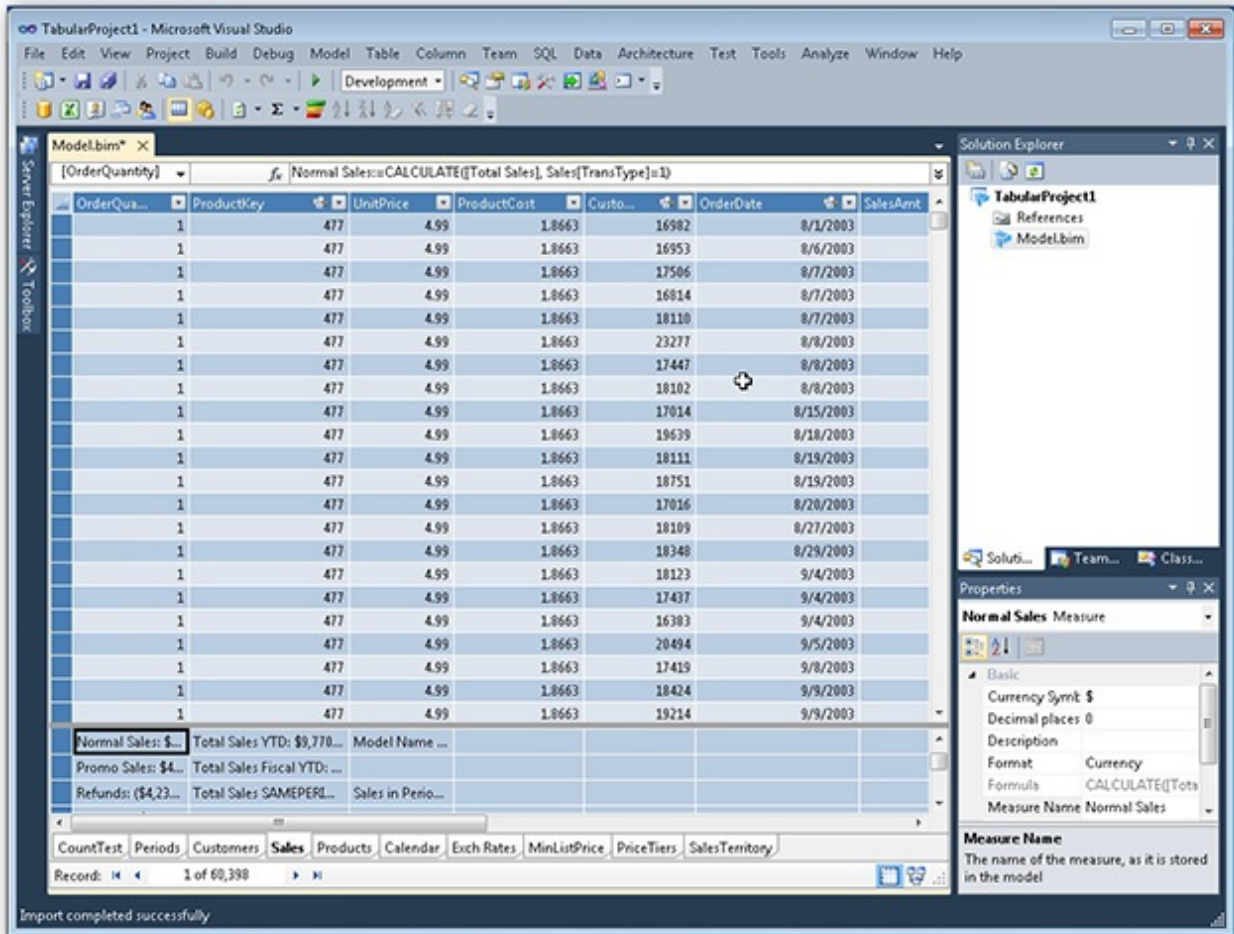 TabularProject1 - Microsoft Visual Studio
File Edit View Project Build Debug Model Table Column Team SQL Data Architecture Test Tools Analyze Window Help
Development
Server Explorer
Toolbox
Model.bim*
[OrderQuantity] fx Normal Sales:=CALCULATE([Total Sales], Sales[TransType]=1)
OrderQua... ProductKey UnitPrice ProductCost Custo... OrderDate SalesAmt
1 477 4.99 1.8663 16982 8/1/2003
1 477 4.99 1.8663 16953 8/6/2003
1 477 4.99 1.8663 17506 8/7/2003
1 477 4.99 1.8663 16814 8/7/2003
1 477 4.99 1.8663 18110 8/7/2003
1 477 4.99 1.8663 23277 8/8/2003
1 477 4.99 1.8663 17447 8/8/2003
1 477 4.99 1.8663 18102 8/8/2003
1 477 4.99 1.8663 17014 8/15/2003
1 477 4.99 1.8663 19639 8/18/2003
1 477 4.99 1.8663 18111 8/19/2003
1 477 4.99 1.8663 18751 8/19/2003
1 477 4.99 1.8663 17016 8/20/2003
1 477 4.99 1.8663 18109 8/27/2003
1 477 4.99 1.8663 18348 8/29/2003
1 477 4.99 1.8663 18123 9/4/2003
1 477 4.99 1.8663 17437 9/4/2003
1 477 4.99 1.8663 16383 9/4/2003
1 477 4.99 1.8663 20494 9/5/2003
1 477 4.99 1.8663 17419 9/8/2003
1 477 4.99 1.8663 18424 9/9/2003
1 477 4.99 1.8663 19214 9/9/2003
Normal Sales: $... Total Sales YTD: $9,770... Model Name ...
Promo Sales: $4... Total Sales Fiscal YTD: ...
Refunds: ($4,23... Total Sales SAMEPERI... Sales in Perio...
CountTest Periods Customers Sales Products Calendar Exch Rates MinListPrice PriceTiers SalesTerritory
Record: 1 of 60,398
Solution Explorer
TabularProject1
References
Model.bim
Soluti... Team... Class...
Properties
Normal Sales Measure
Basic
Currency Symb $
Decimal places 0
Description
Format Currency
Formula CALCULATE([Tota
Measure Name Normal Sales
Measure Name
The name of the measure, as it is stored
in the model
Import completed successfully